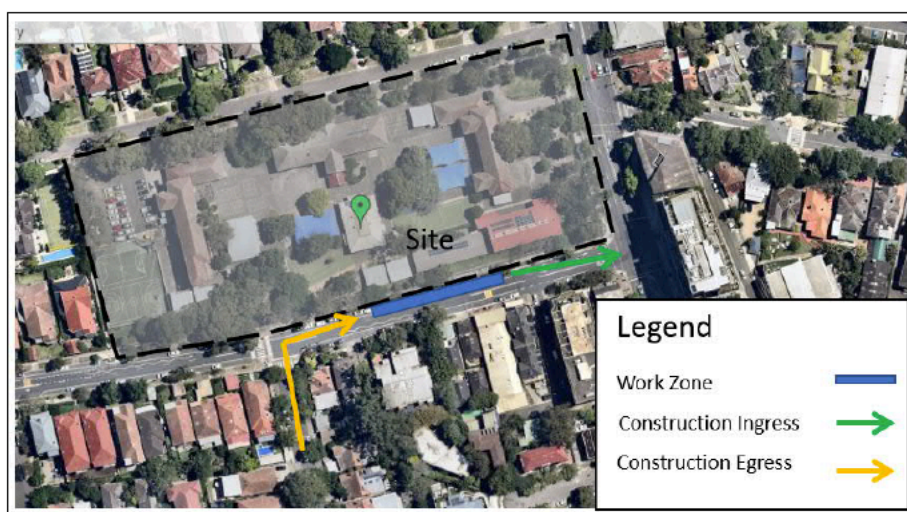 Site
Legend
Work Zone
Construction Ingress
Construction Egress